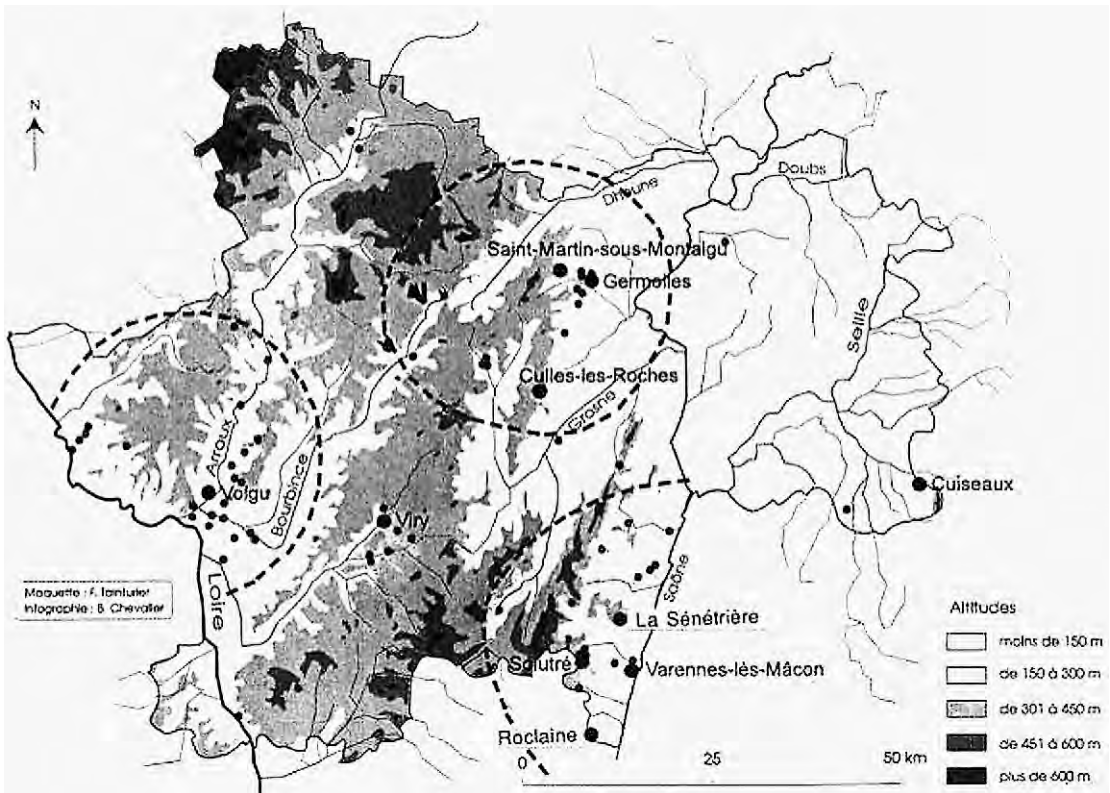 N
Dheune
Doubs
Saint-Martin-sous-Montaigu
Germolles
Seille
Culles-les-Roches
Grosne
Arroux
Volgu
Bourbince
Viry
Cuiseaux
Saône
Loire
Maquette : F. Tainturier
Infographie : B. Chevalier
La Sénétrière
Solutré
Varennes-lès-Mâcon
Roclaine
0 25 50 km
Altitudes
moins de 150 m
de 150 à 300 m
de 301 à 450 m
de 451 à 600 m
plus de 600 m